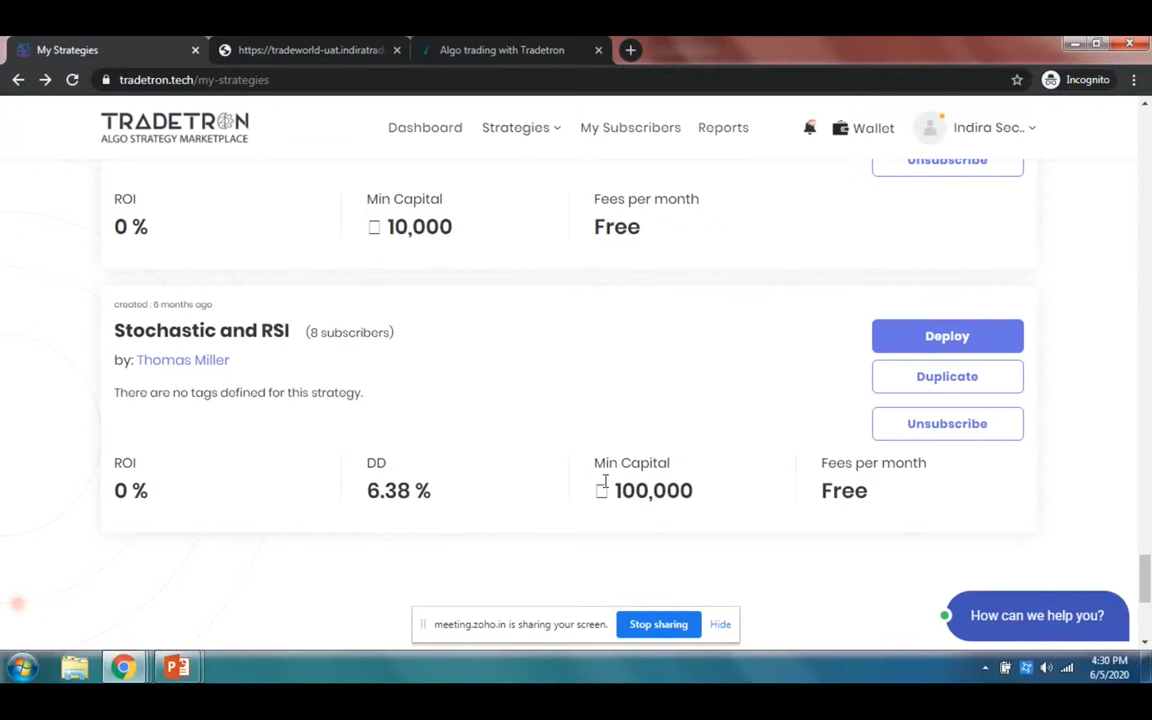 My Strategies
https://tradeworld-uat.indiratrad
Algo trading with Tradetron
tradetron.tech/my-strategies
Incognito
TRADETRON
ALGO STRATEGY MARKETPLACE
Dashboard
Strategies
My Subscribers
Reports
Wallet
Indira Sec..
Unsubscribe
ROI
Min Capital
Fees per month
0 %
10,000
Free
created : 6 months ago
Stochastic and RSI (8 subscribers)
by: Thomas Miller
There are no tags defined for this strategy.
Deploy
Duplicate
Unsubscribe
ROI
DD
Min Capital
Fees per month
0 %
6.38 %
100,000
Free
How can we help you?
meeting.zoho.in is sharing your screen.
Stop sharing
Hide
4:30 PM
6/5/2020